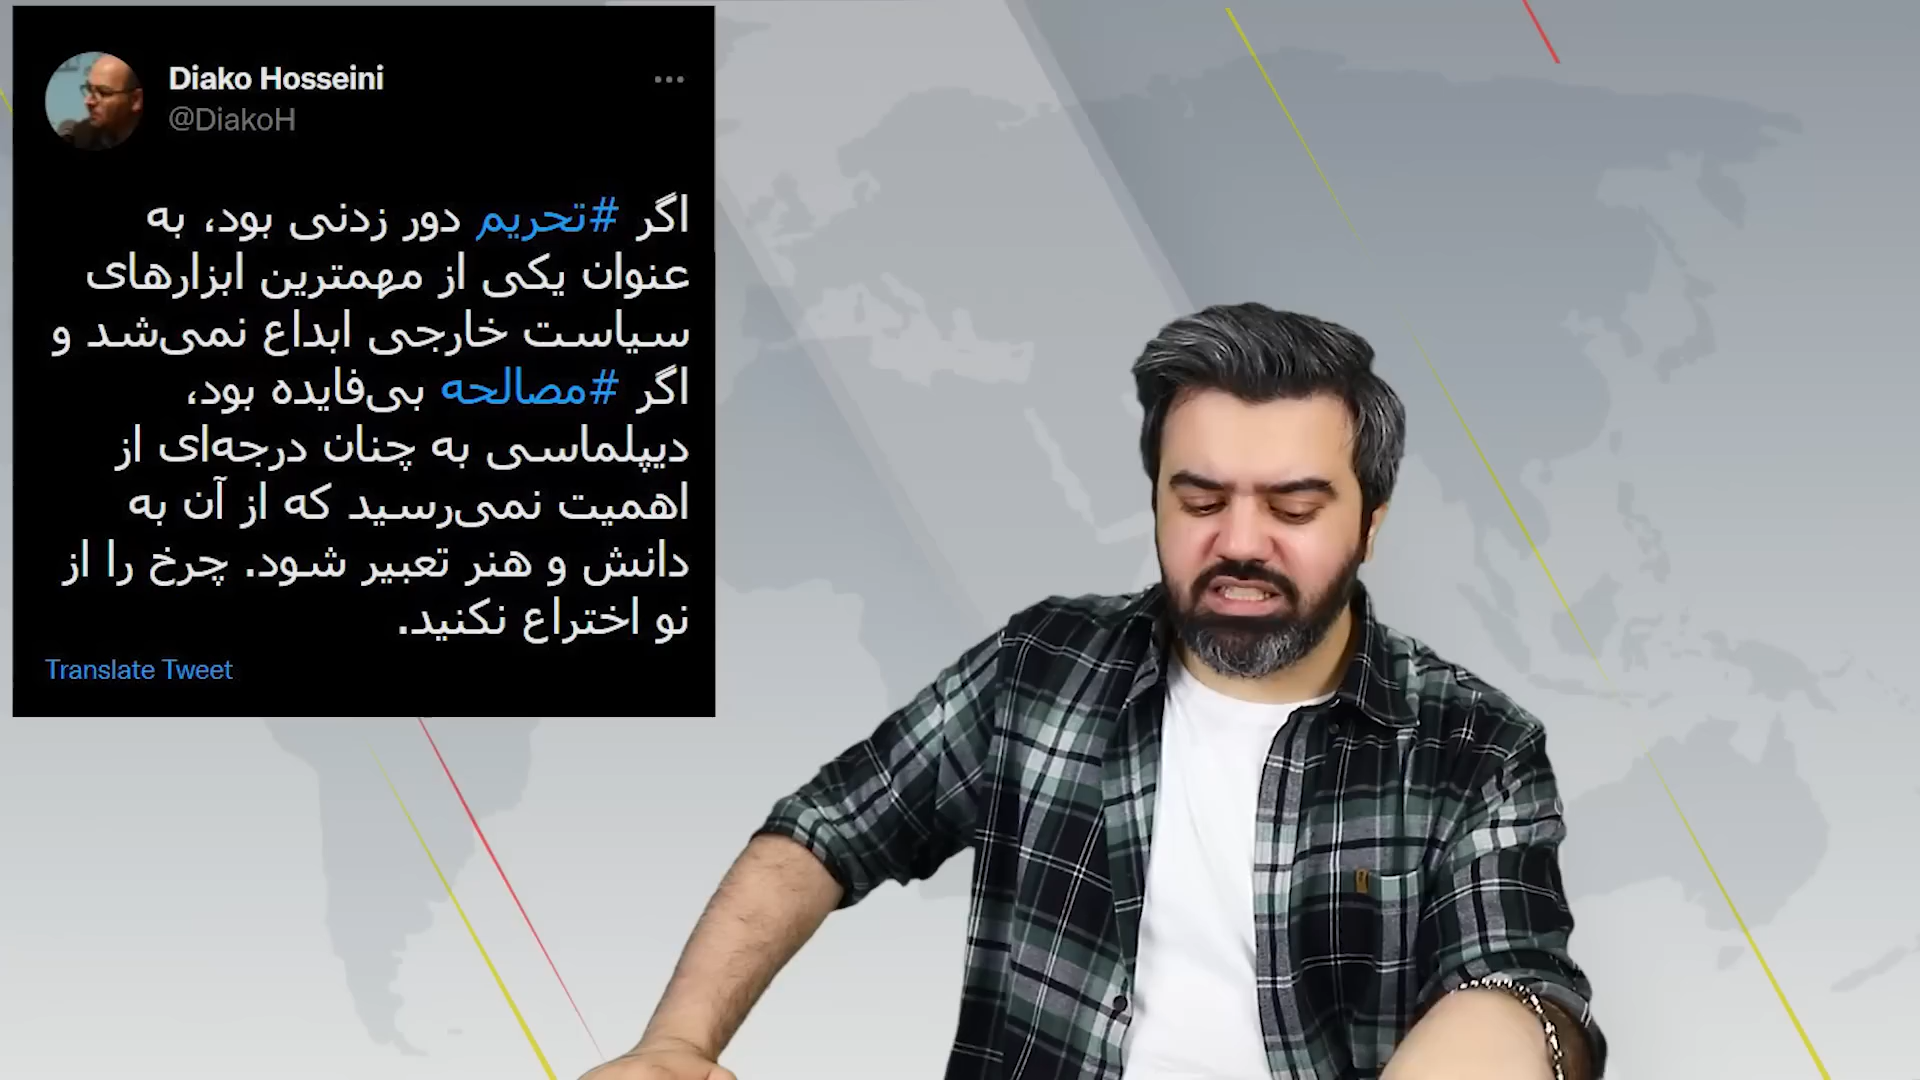 Diako Hosseini
@DiakoH
اگر #تحریم دور زدنی بود، به
عنوان یکی از مهمترین ابزارهای
سیاست خارجی ابداع نمی‌شد و
اگر #مصالحه بی‌فایده بود،
دیپلماسی به چنان درجه‌ای از
اهمیت نمی‌رسید که از آن به
دانش و هنر تعبیر شود. چرخ را از
نو اختراع نکنید.
Translate Tweet